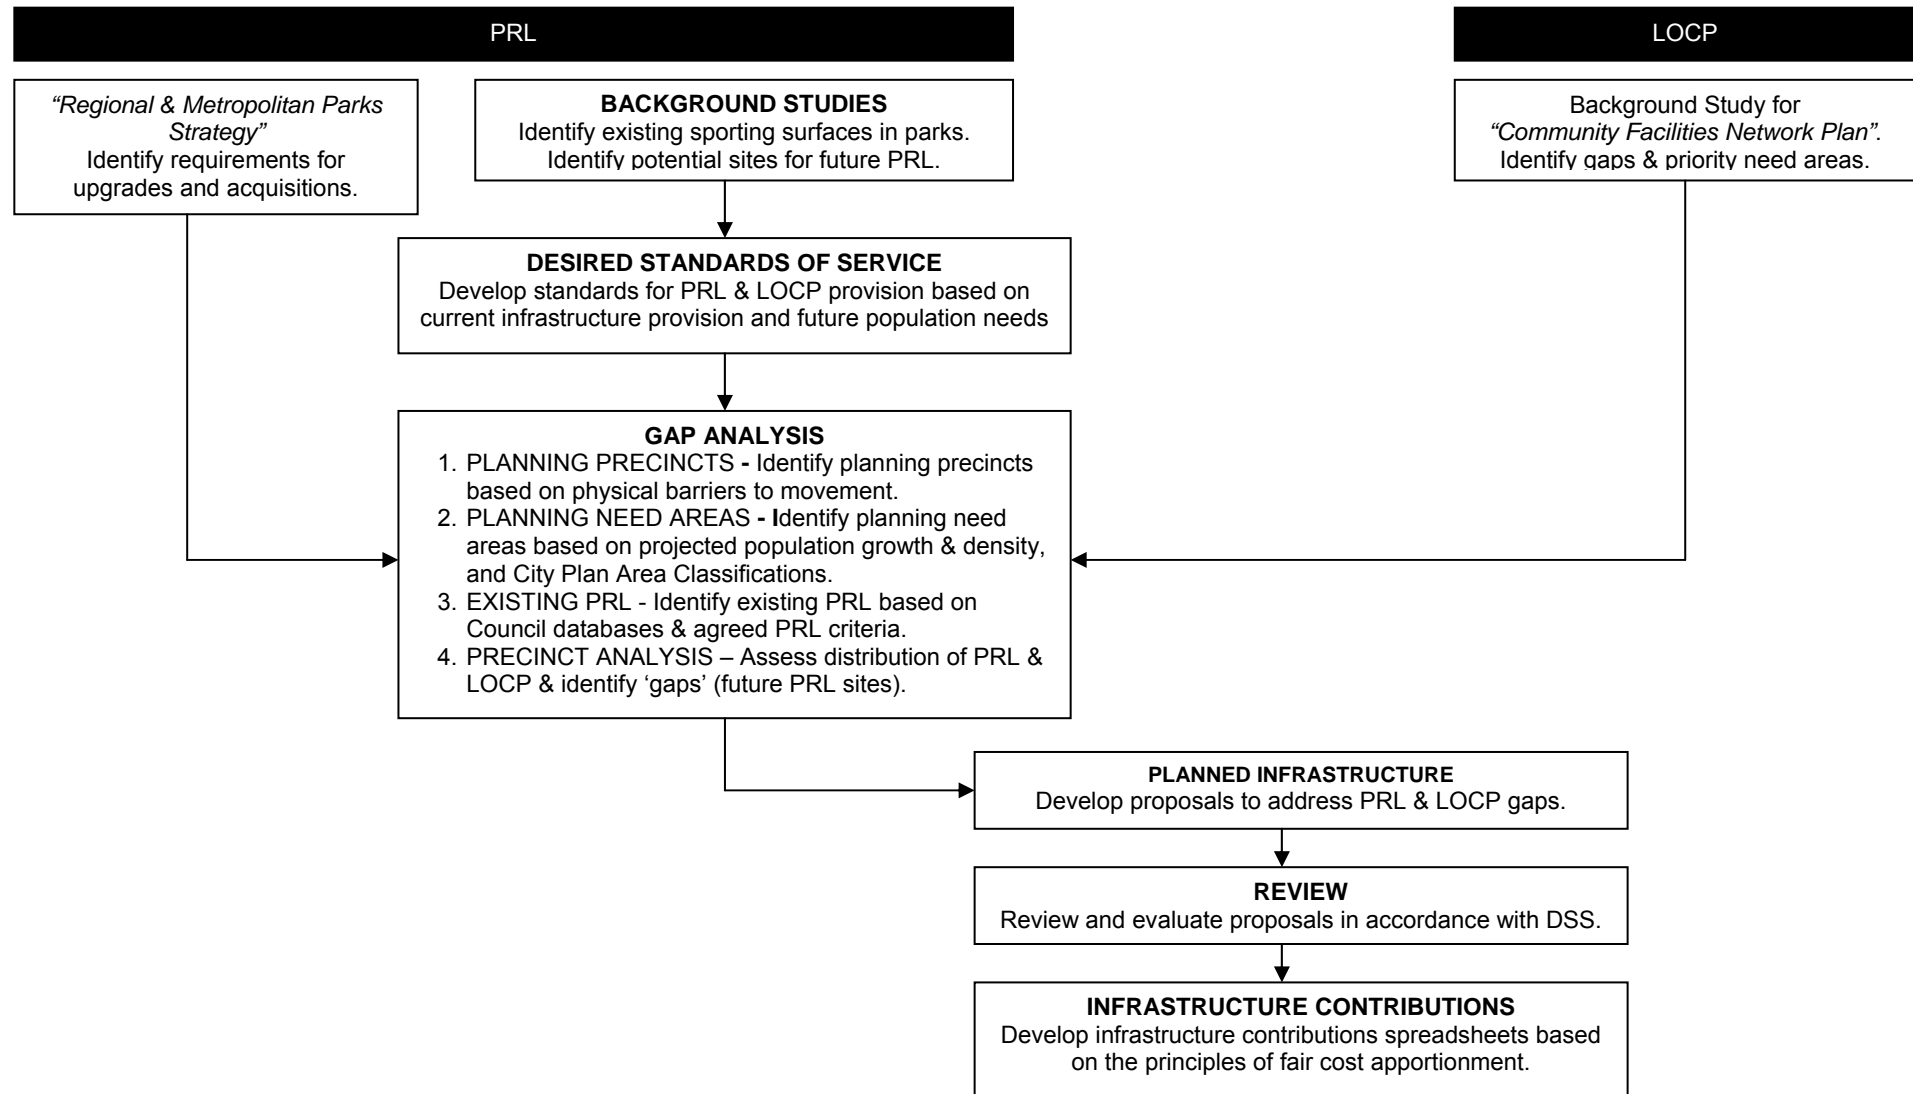 PRL
LOCP
“Regional & Metropolitan Parks
Strategy”
Identify requirements for
upgrades and acquisitions.
BACKGROUND STUDIES
Identify existing sporting surfaces in parks.
Identify potential sites for future PRL.
Background Study for
“Community Facilities Network Plan”.
Identify gaps & priority need areas.
DESIRED STANDARDS OF SERVICE
Develop standards for PRL & LOCP provision based on
current infrastructure provision and future population needs
GAP ANALYSIS
1. PLANNING PRECINCTS - Identify planning precincts
based on physical barriers to movement.
2. PLANNING NEED AREAS - Identify planning need
areas based on projected population growth & density,
and City Plan Area Classifications.
3. EXISTING PRL - Identify existing PRL based on
Council databases & agreed PRL criteria.
4. PRECINCT ANALYSIS – Assess distribution of PRL &
LOCP & identify ‘gaps’ (future PRL sites).
PLANNED INFRASTRUCTURE
Develop proposals to address PRL & LOCP gaps.
REVIEW
Review and evaluate proposals in accordance with DSS.
INFRASTRUCTURE CONTRIBUTIONS
Develop infrastructure contributions spreadsheets based
on the principles of fair cost apportionment.